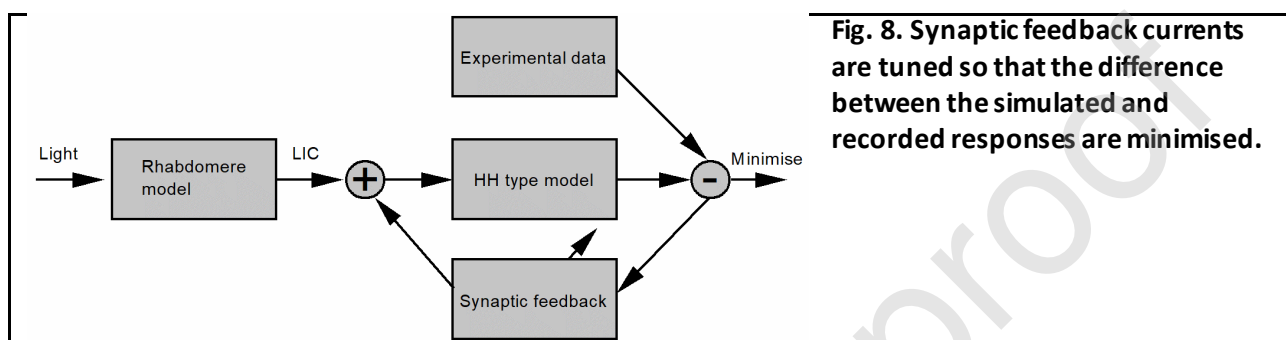 Experimental data
Light
Rhabdomere
model
LIC
+
HH type model
-
Minimise
Synaptic feedback
Fig. 8. Synaptic feedback currents
are tuned so that the difference
between the simulated and
recorded responses are minimised.
proof